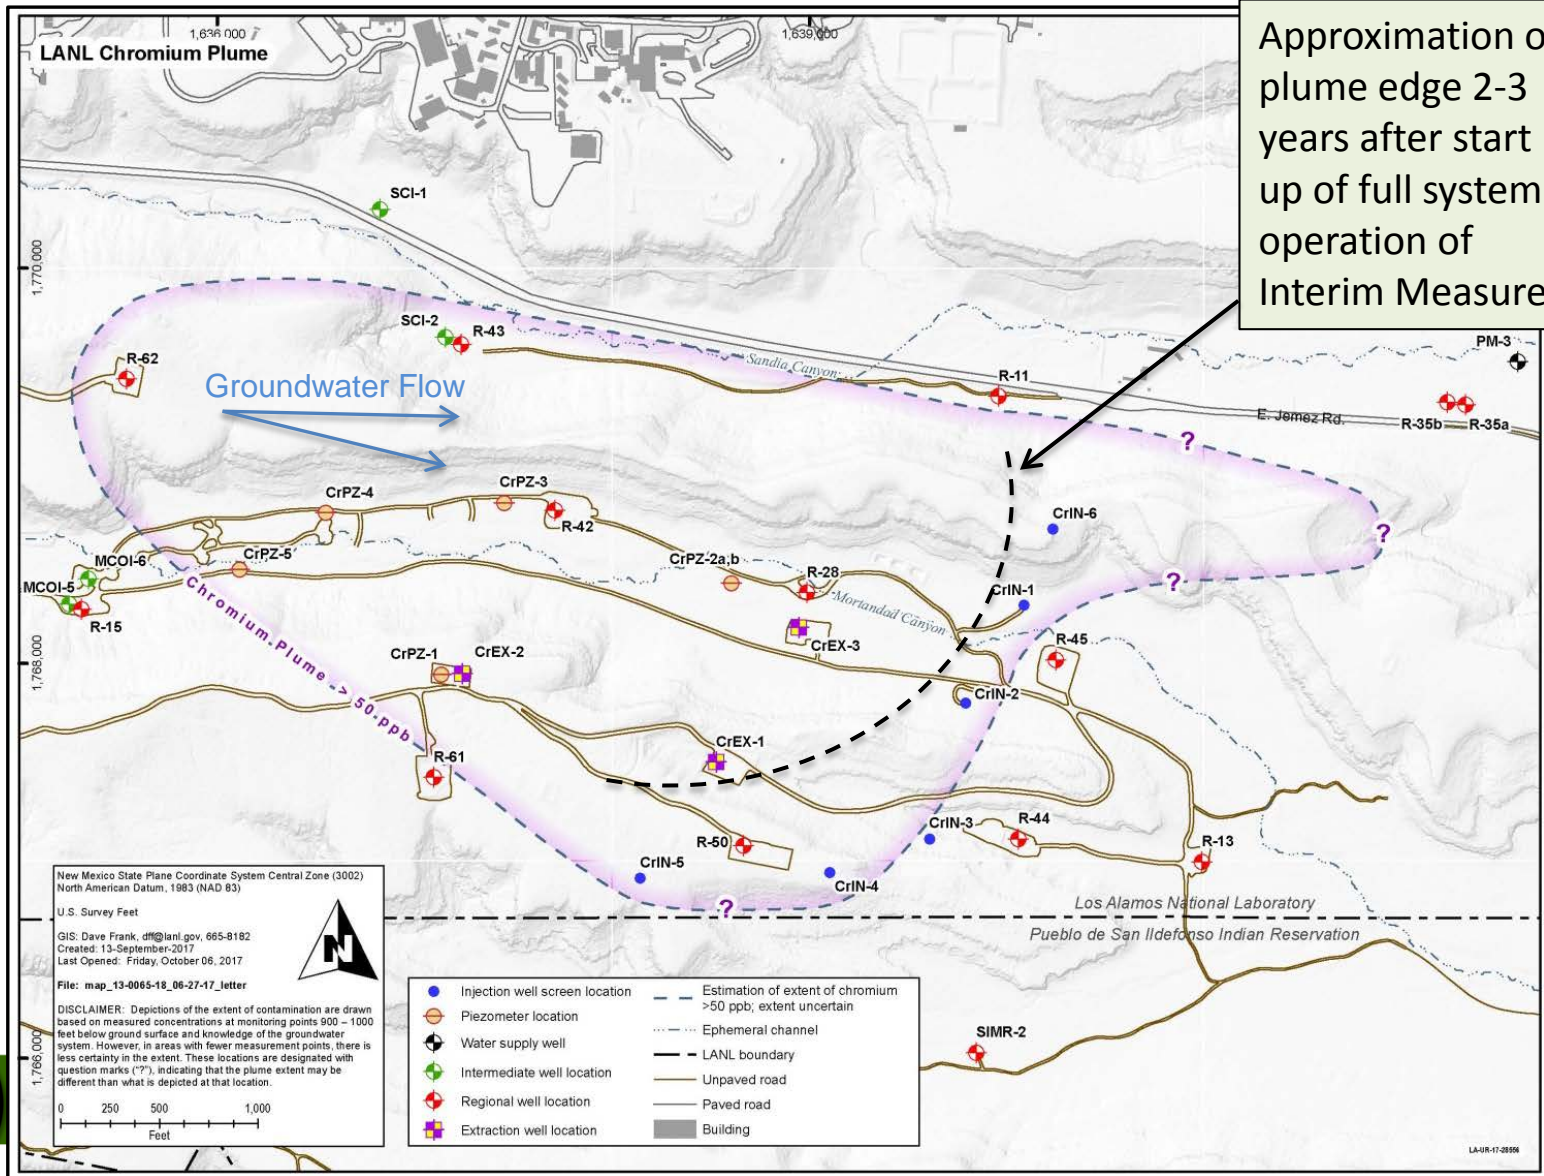 1,636,000
1,639,000
LANL Chromium Plume
Approximation o
plume edge 2-3
years after start
up of full system
operation of
Interim Measure
SCI-1
1,770,000
SCI-2
R-43
R-62
PM-3
Sandia Canyon
Groundwater Flow
R-11
E. Jemez Rd.
R-35b
R-35a
?
CrPZ-4
CrPZ-3
R-42
CrIN-6
?
MCOI-6
CrPZ-5
CrPZ-2a,b
R-28
?
MCOI-5
CrIN-1
R-15
Chromium Plume > 50 ppb
Mortandad Canyon
CrEX-3
R-45
1,768,000
CrPZ-1
CrEX-2
CrIN-2
CrEX-1
R-61
CrIN-3
R-44
R-50
R-13
CrIN-5
CrIN-4
?
Los Alamos National Laboratory
Pueblo de San Ildefonso Indian Reservation
New Mexico State Plane Coordinate System Central Zone (3002)
North American Datum, 1983 (NAD 83)
U.S. Survey Feet
GIS: Dave Frank, dff@lanl.gov, 665-8182
Created: 13-September-2017
Last Opened: Friday, October 06, 2017
N
File: map_13-0065-18_06-27-17_letter
DISCLAIMER: Depictions of the extent of contamination are drawn
based on measured concentrations at monitoring points 900 – 1000
feet below ground surface and knowledge of the groundwater
system. However, in areas with fewer measurement points, there is
less certainty in the extent. These locations are designated with
question marks ("?"), indicating that the plume extent may be
different than what is depicted at that location.
0 250 500 1,000
Feet
1,766,000
Injection well screen location
Piezometer location
Water supply well
Intermediate well location
Regional well location
Extraction well location
Estimation of extent of chromium
>50 ppb; extent uncertain
Ephemeral channel
LANL boundary
Unpaved road
Paved road
Building
SIMR-2
LA-UR-17-28556